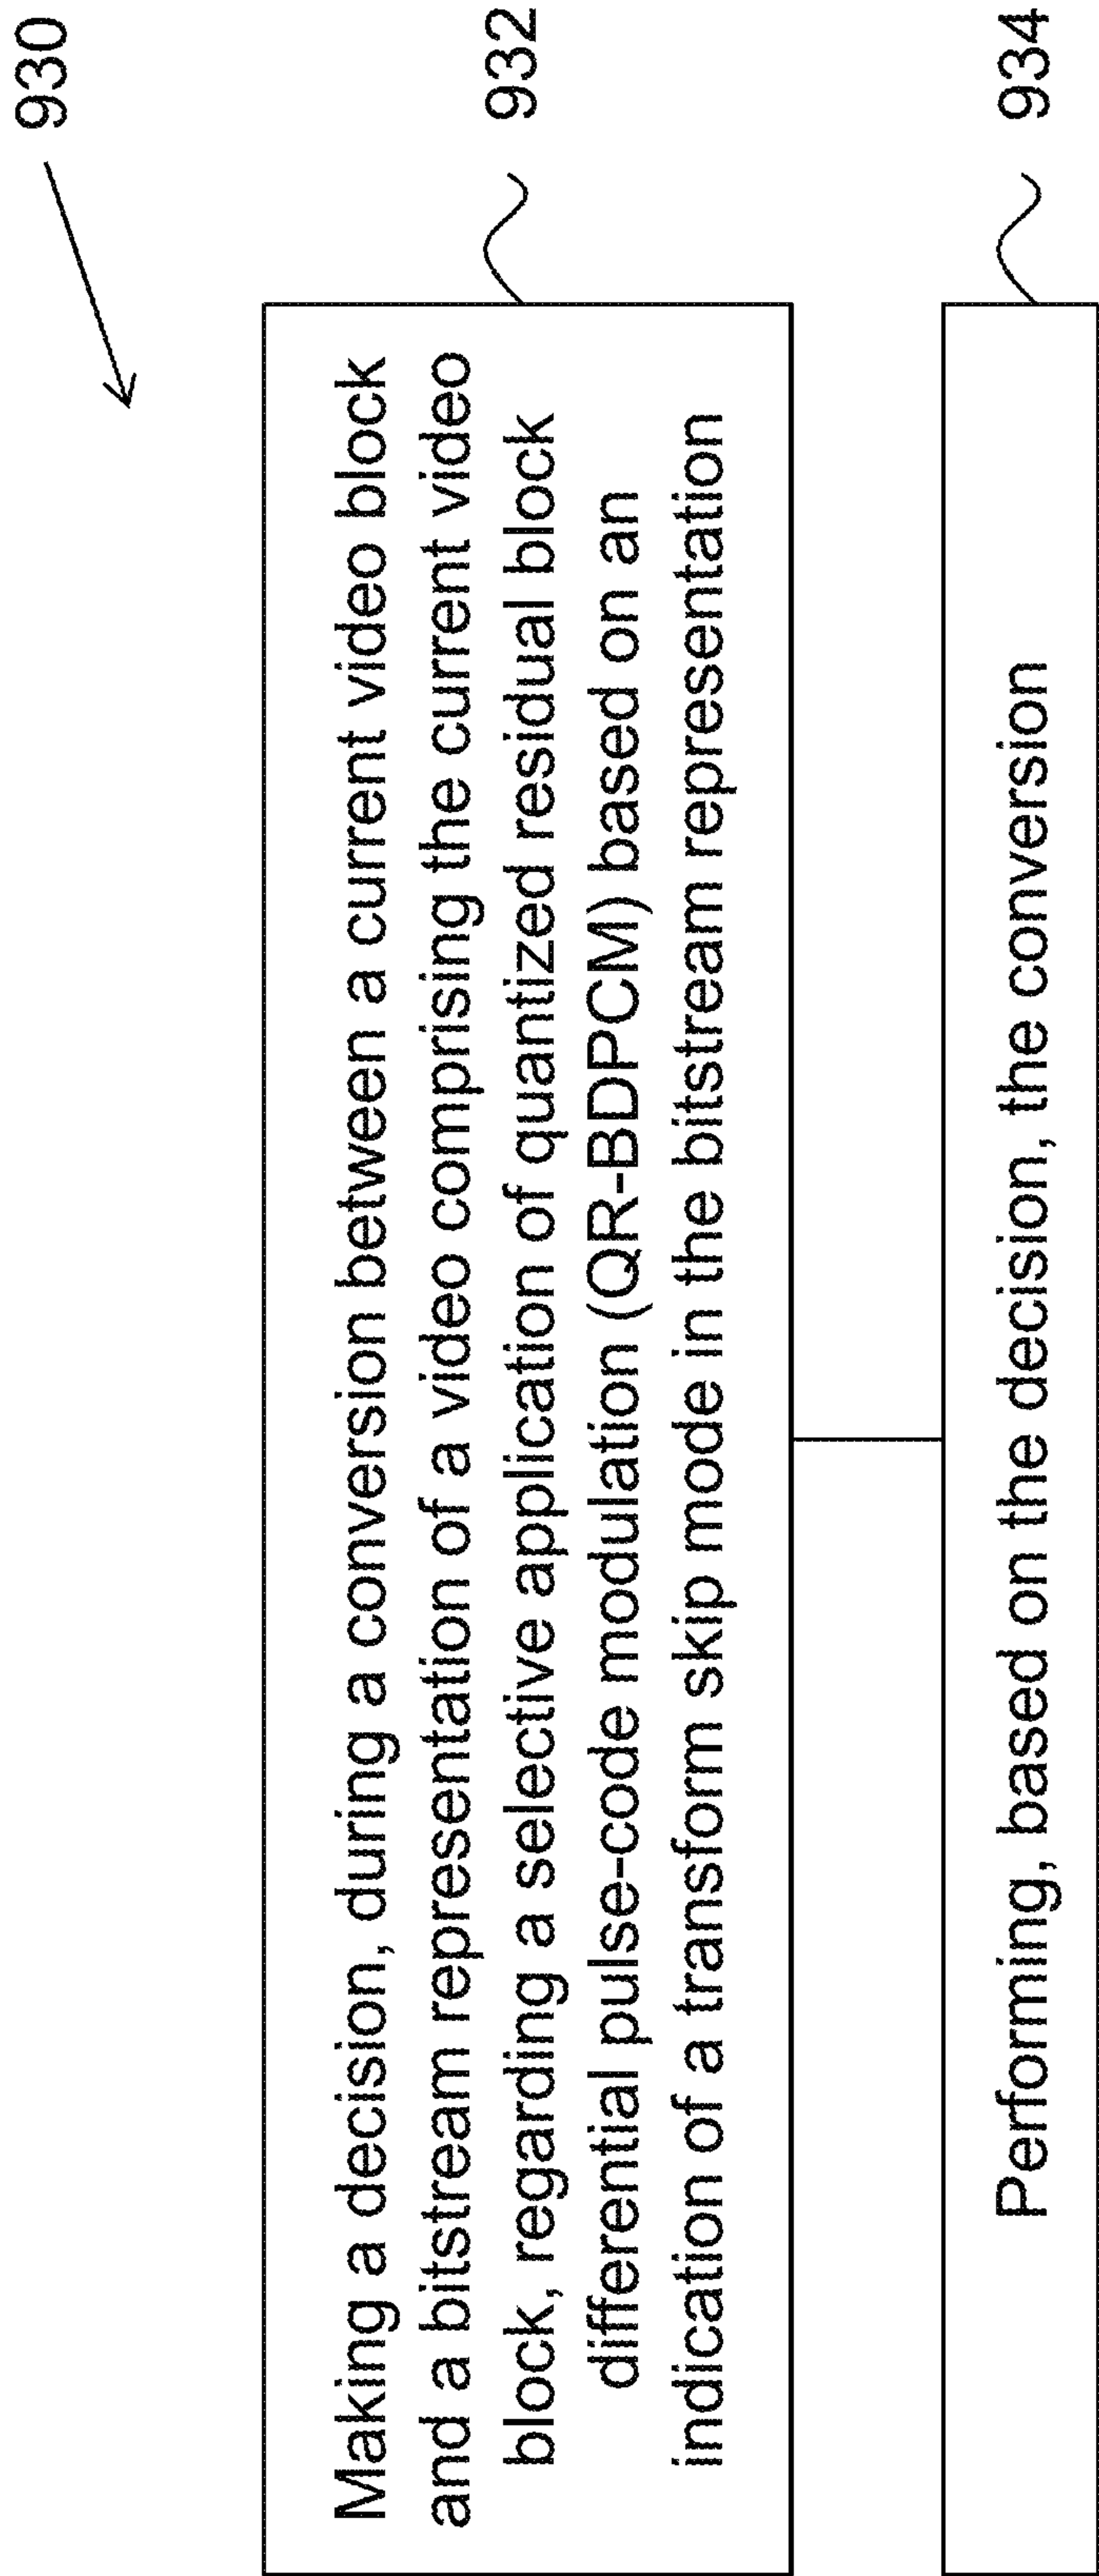 930
Making a decision, during a conversion between a current video block
and a bitstream representation of a video comprising the current video
block, regarding a selective application of quantized residual block
differential pulse-code modulation (QR-BDPCM) based on an
indication of a transform skip mode in the bitstream representation
932
Performing, based on the decision, the conversion
934